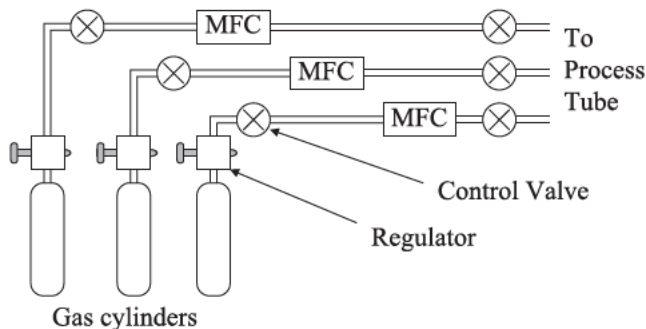 MFC
To
MFC
Process
MFC
Tube
Control Valve
Regulator
Gas cylinders